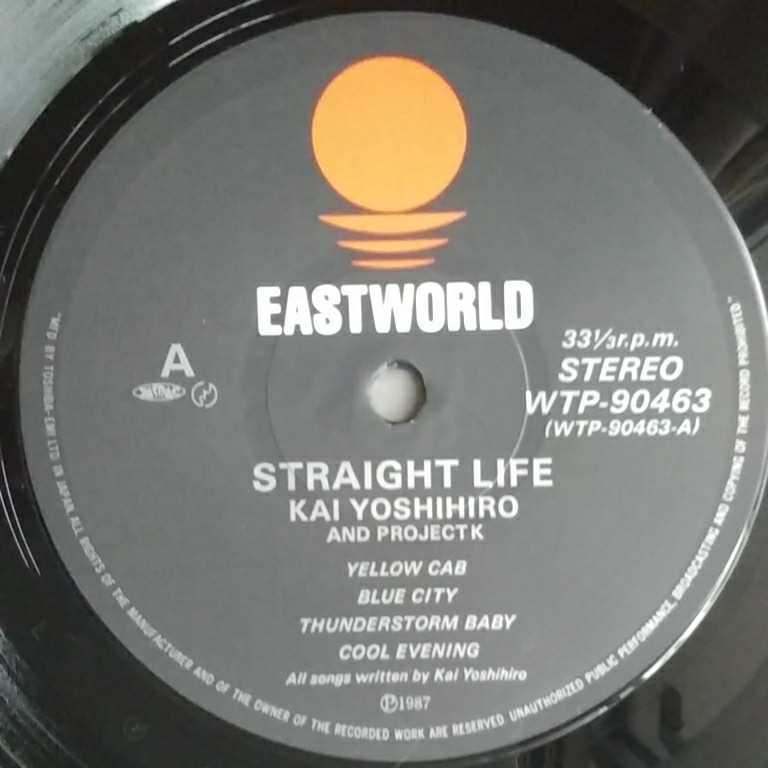 EASTWORLD
A
33⅓r.p.m.
STEREO
WTP-90463
(WTP-90463-A)
STRAIGHT LIFE
KAI YOSHIHIRO
AND PROJECT K
YELLOW CAB
BLUE CITY
THUNDERSTORM BABY
COOL EVENING
All songs written by Kai Yoshihiro
Ⓟ1987
"MF'D BY TOSHIBA-EMI LTD IN JAPAN. ALL RIGHTS OF THE MANUFACTURER AND OF THE OWNER OF THE RECORDED WORK ARE RESERVED. UNAUTHORIZED PUBLIC PERFORMANCE, BROADCASTING AND COPYING OF THE RECORD PROHIBITED."